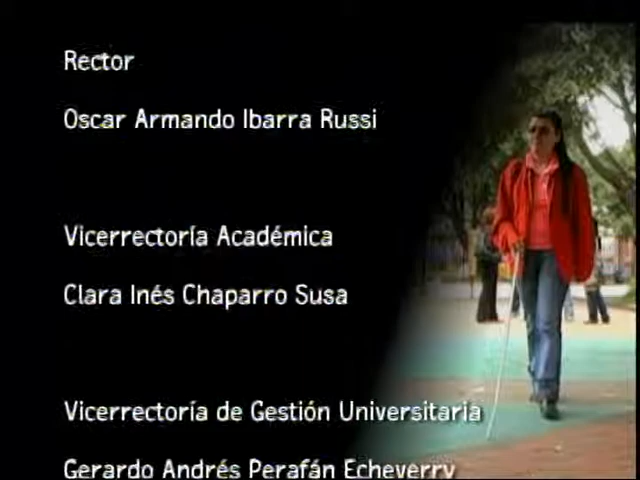 Rector
Oscar Armando Ibarra Russi
Vicerrectoría Académica
Clara Inés Chaparro Susa
Vicerrectoría de Gestión Universitaria
Gerardo Andrés Perafán Echeverry